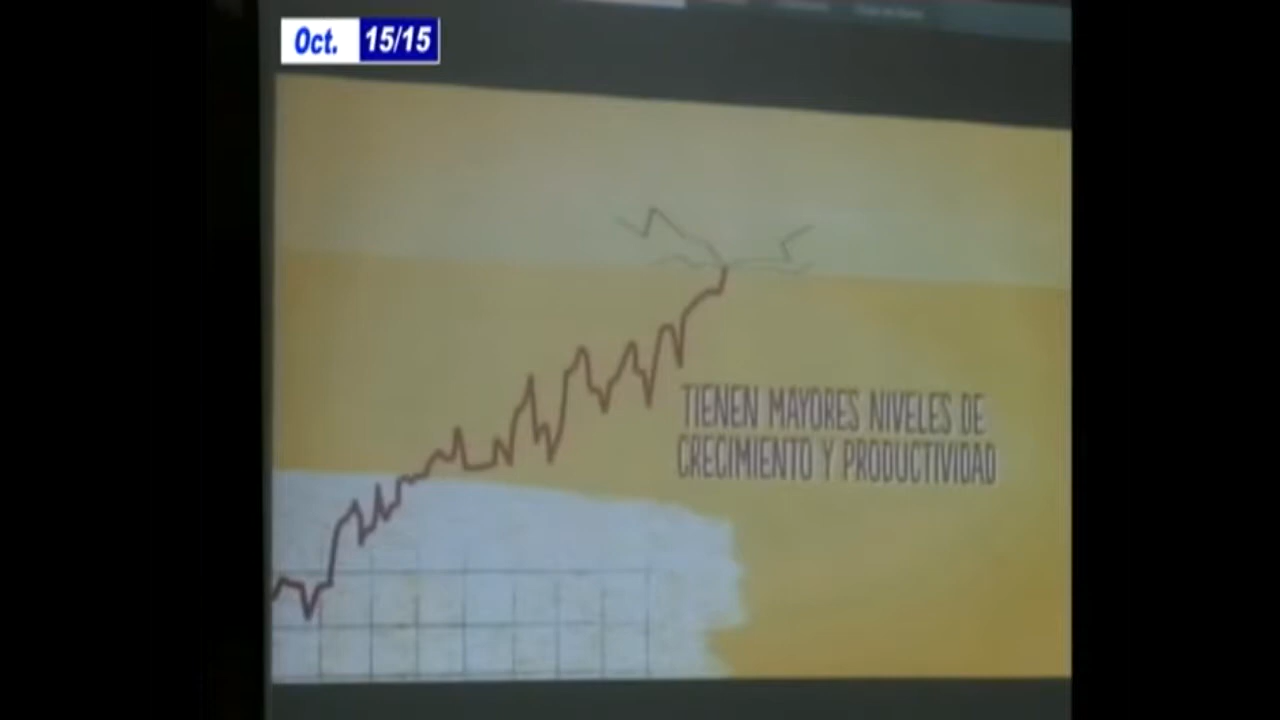 Oct. 15/15
TIENEN MAYORES NIVELES DE
CRECIMIENTO Y PRODUCTIVIDAD